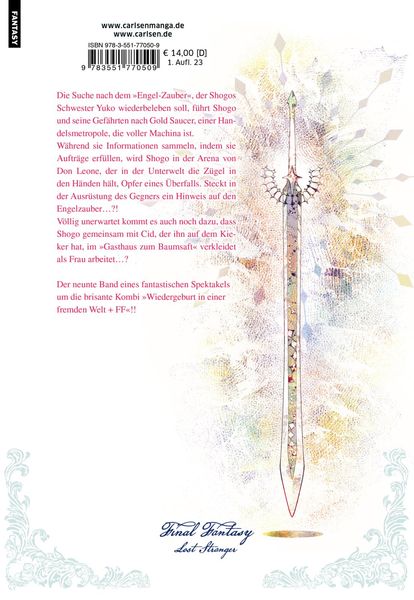 FANTASY
www.carlsenmanga.de
www.carlsen.de
ISBN 978-3-551-77050-9
€ 14,00 [D]
1. Aufl. 23
9 783551 770509
Die Suche nach dem »Engel-Zauber«, der Shogos
Schwester Yuko wiederbeleben soll, führt Shogo
und seine Gefährten nach Gold Saucer, einer Han-
delsmetropole, die voller Machina ist.
Während sie Informationen sammeln, indem sie
Aufträge erfüllen, wird Shogo in der Arena von
Don Leone, der in der Unterwelt die Zügel in
den Händen hält, Opfer eines Überfalls. Steckt in
der Ausrüstung des Gegners ein Hinweis auf den
Engelzauber…?!
Völlig unerwartet kommt es auch noch dazu, dass
Shogo gemeinsam mit Cid, der ihn auf dem Kie-
ker hat, im »Gasthaus zum Baumsaft« verkleidet
als Frau arbeitet…?
Der neunte Band eines fantastischen Spektakels
um die brisante Kombi »Wiedergeburt in einer
fremden Welt + FF«!!
Final Fantasy
Lost Stranger